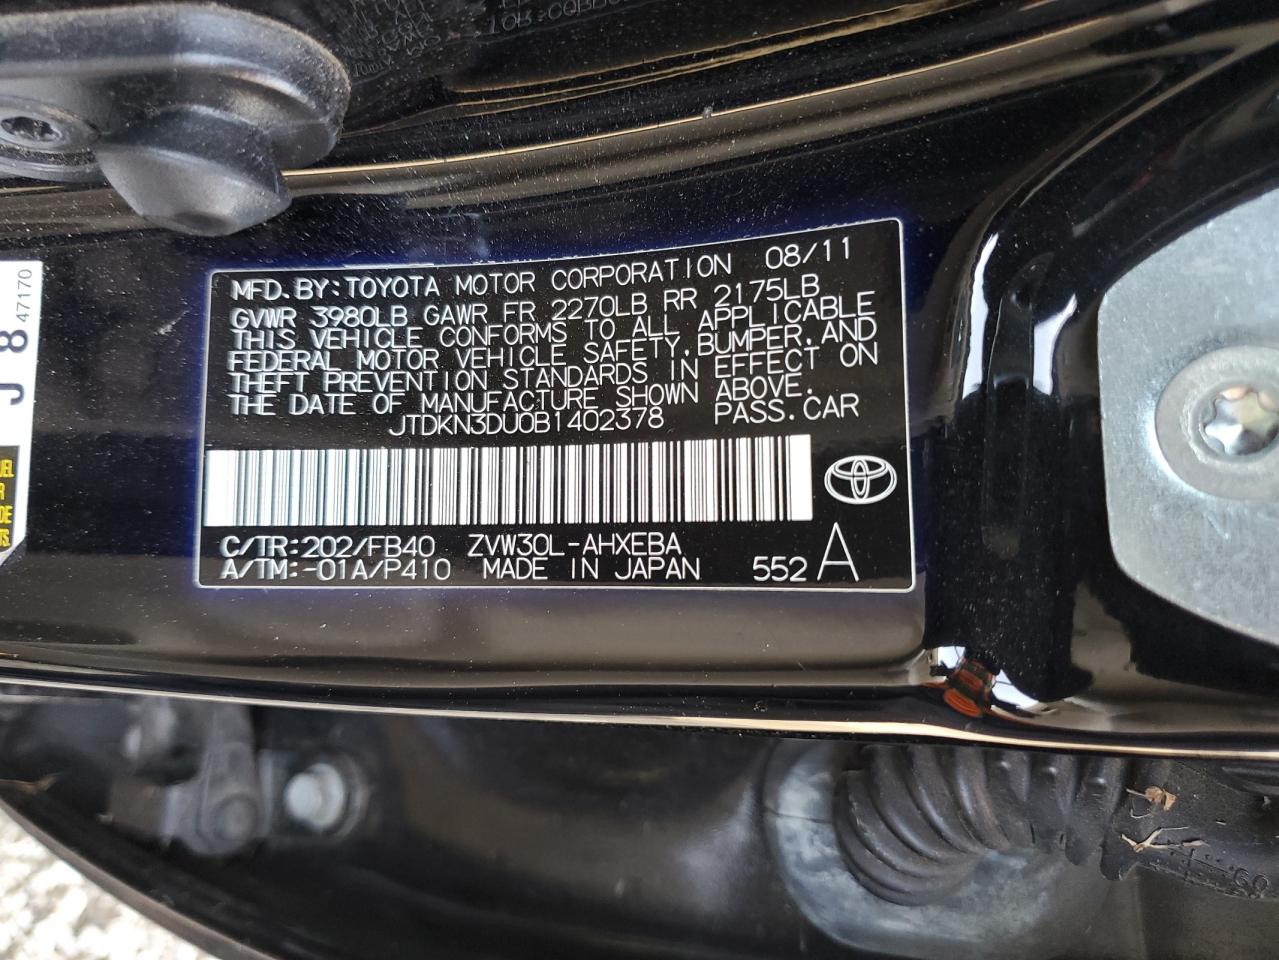 MFD.BY:TOYOTA MOTOR CORPORATION 08/11
GVWR 3980LB GAWR FR 2270LB RR 2175LB
THIS VEHICLE CONFORMS TO ALL APPLICABLE
FEDERAL MOTOR VEHICLE SAFETY,BUMPER,AND
THEFT PREVENTION STANDARDS IN EFFECT ON
THE DATE OF MANUFACTURE SHOWN ABOVE.
JTDKN3DU0B1402378 PASS.CAR
C/TR:202/FB40 ZVW30L-AHXEBA
A/TM:-01A/P410 MADE IN JAPAN 552 A
J 8 47170